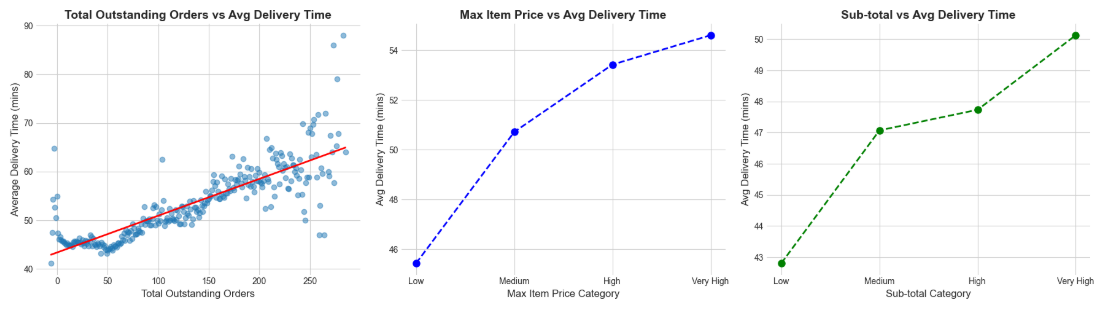 Total Outstanding Orders vs Avg Delivery Time
90
80
70
60
50
40
Average Delivery Time (mins)
0
50
100
150
200
250
Total Outstanding Orders
Max Item Price vs Avg Delivery Time
54
52
50
48
46
Avg Delivery Time (mins)
Low
Medium
High
Very High
Max Item Price Category
Sub-total vs Avg Delivery Time
50
49
48
47
46
45
44
43
Avg Delivery Time (mins)
Low
Medium
High
Very High
Sub-total Category